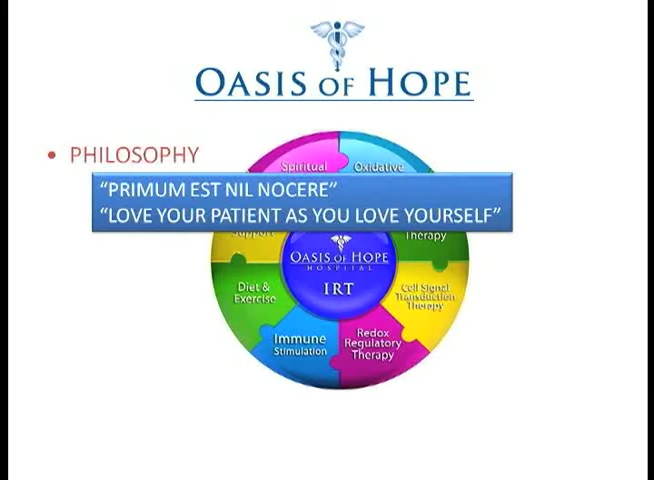 OASIS OF HOPE
• PHILOSOPHY
Spiritual
Oxidative
“PRIMUM EST NIL NOCERE”
“LOVE YOUR PATIENT AS YOU LOVE YOURSELF”
Support
Therapy
OASIS OF HOPE
HOSPITAL
IRT
Diet &
Exercise
Cell Signal
Transduction
Therapy
Immune
Stimulation
Redox
Regulatory
Therapy